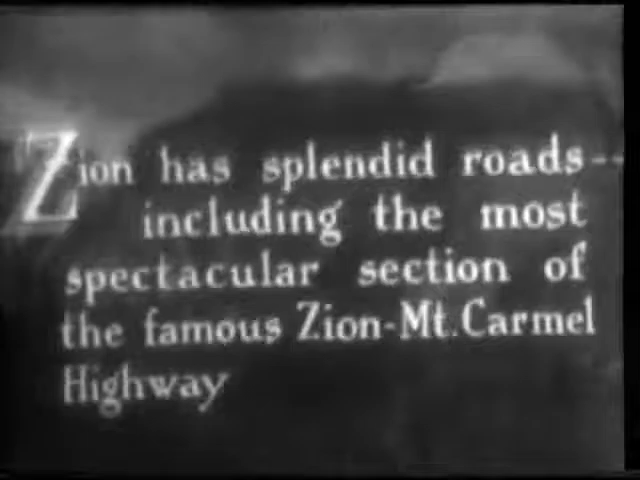 Zion has splendid roads--
including the most
spectacular section of
the famous Zion-Mt.Carmel
Highway